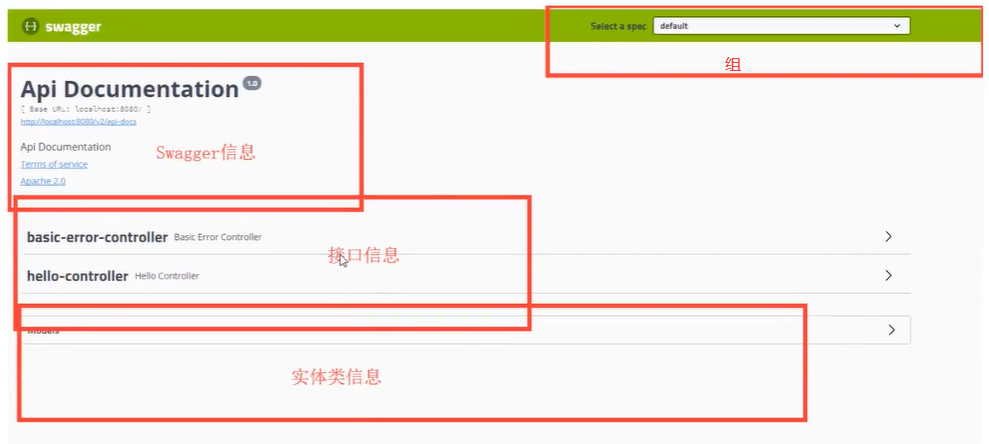 swagger
Select a spec default
组
Api Documentation 1.0
[ Base URL: localhost:8080/ ]
http://localhost:8080/v2/api-docs
Api Documentation
Swagger信息
Terms of service
Apache 2.0
basic-error-controller Basic Error Controller
接口信息
hello-controller Hello Controller
Models
实体类信息